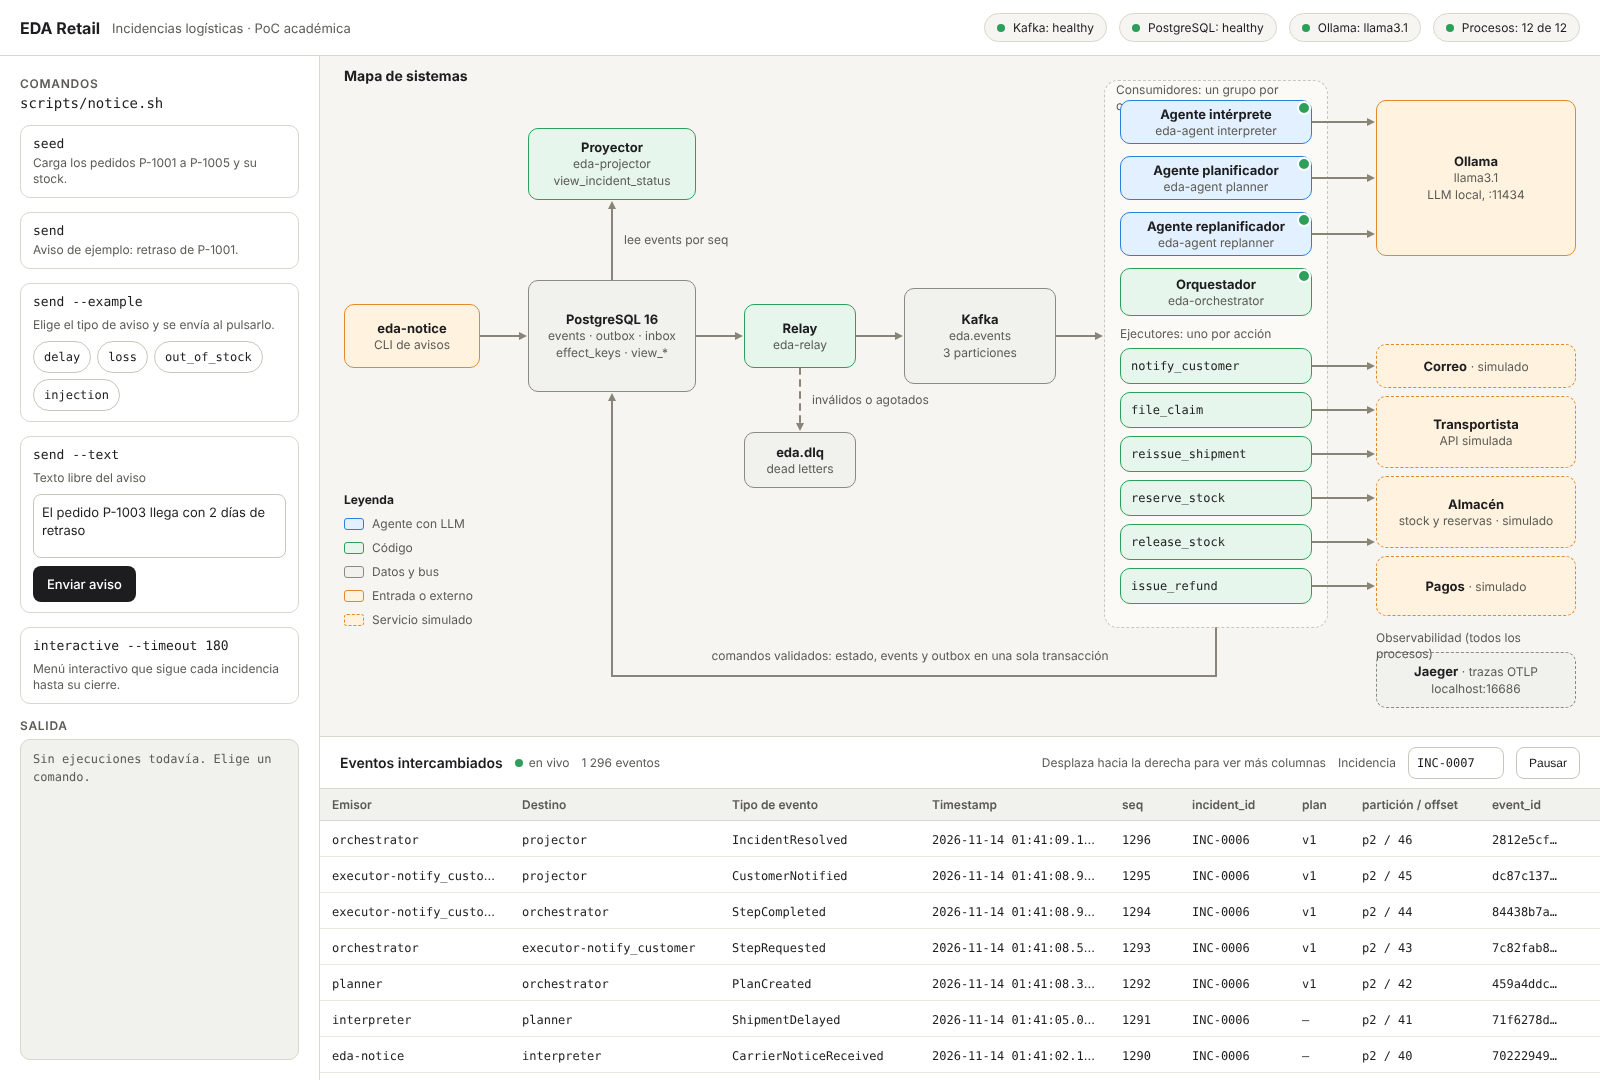 EDA Retail Incidencias logísticas · PoC académica
Kafka: healthy
PostgreSQL: healthy
Ollama: llama3.1
Procesos: 12 de 12
COMANDOS
scripts/notice.sh
seed
Carga los pedidos P-1001 a P-1005 y su
stock.
send
Aviso de ejemplo: retraso de P-1001.
send --example
Elige el tipo de aviso y se envía al pulsarlo.
delay
loss
out_of_stock
injection
send --text
Texto libre del aviso
El pedido P-1003 llega con 2 días de
retraso
Enviar aviso
interactive --timeout 180
Menú interactivo que sigue cada incidencia
hasta su cierre.
SALIDA
Sin ejecuciones todavía. Elige un
comando.
Mapa de sistemas
Proyector
eda-projector
view_incident_status
lee events por seq
eda-notice
CLI de avisos
PostgreSQL 16
events · outbox · inbox
effect_keys · view_*
Relay
eda-relay
Kafka
eda.events
3 particiones
inválidos o agotados
eda.dlq
dead letters
Leyenda
Agente con LLM
Código
Datos y bus
Entrada o externo
Servicio simulado
Consumidores: un grupo por
Agente intérprete
eda-agent interpreter
Agente planificador
eda-agent planner
Agente replanificador
eda-agent replanner
Orquestador
eda-orchestrator
Ejecutores: uno por acción
notify_customer
file_claim
reissue_shipment
reserve_stock
release_stock
issue_refund
Ollama
llama3.1
LLM local, :11434
Correo · simulado
Transportista
API simulada
Almacén
stock y reservas · simulado
Pagos · simulado
Observabilidad (todos los
procesos)
Jaeger · trazas OTLP
localhost:16686
comandos validados: estado, events y outbox en una sola transacción
Eventos intercambiados en vivo 1 296 eventos
Desplaza hacia la derecha para ver más columnas Incidencia INC-0007 Pausar
Emisor Destino Tipo de evento Timestamp seq incident_id plan partición / offset event_id
orchestrator projector IncidentResolved 2026-11-14 01:41:09.1… 1296 INC-0006 v1 p2 / 46 2812e5cf…
executor-notify_custo… projector CustomerNotified 2026-11-14 01:41:08.9… 1295 INC-0006 v1 p2 / 45 dc87c137…
executor-notify_custo… orchestrator StepCompleted 2026-11-14 01:41:08.9… 1294 INC-0006 v1 p2 / 44 84438b7a…
orchestrator executor-notify_customer StepRequested 2026-11-14 01:41:08.5… 1293 INC-0006 v1 p2 / 43 7c82fab8…
planner orchestrator PlanCreated 2026-11-14 01:41:08.3… 1292 INC-0006 v1 p2 / 42 459a4ddc…
interpreter planner ShipmentDelayed 2026-11-14 01:41:05.0… 1291 INC-0006 – p2 / 41 71f6278d…
eda-notice interpreter CarrierNoticeReceived 2026-11-14 01:41:02.1… 1290 INC-0006 – p2 / 40 70222949…